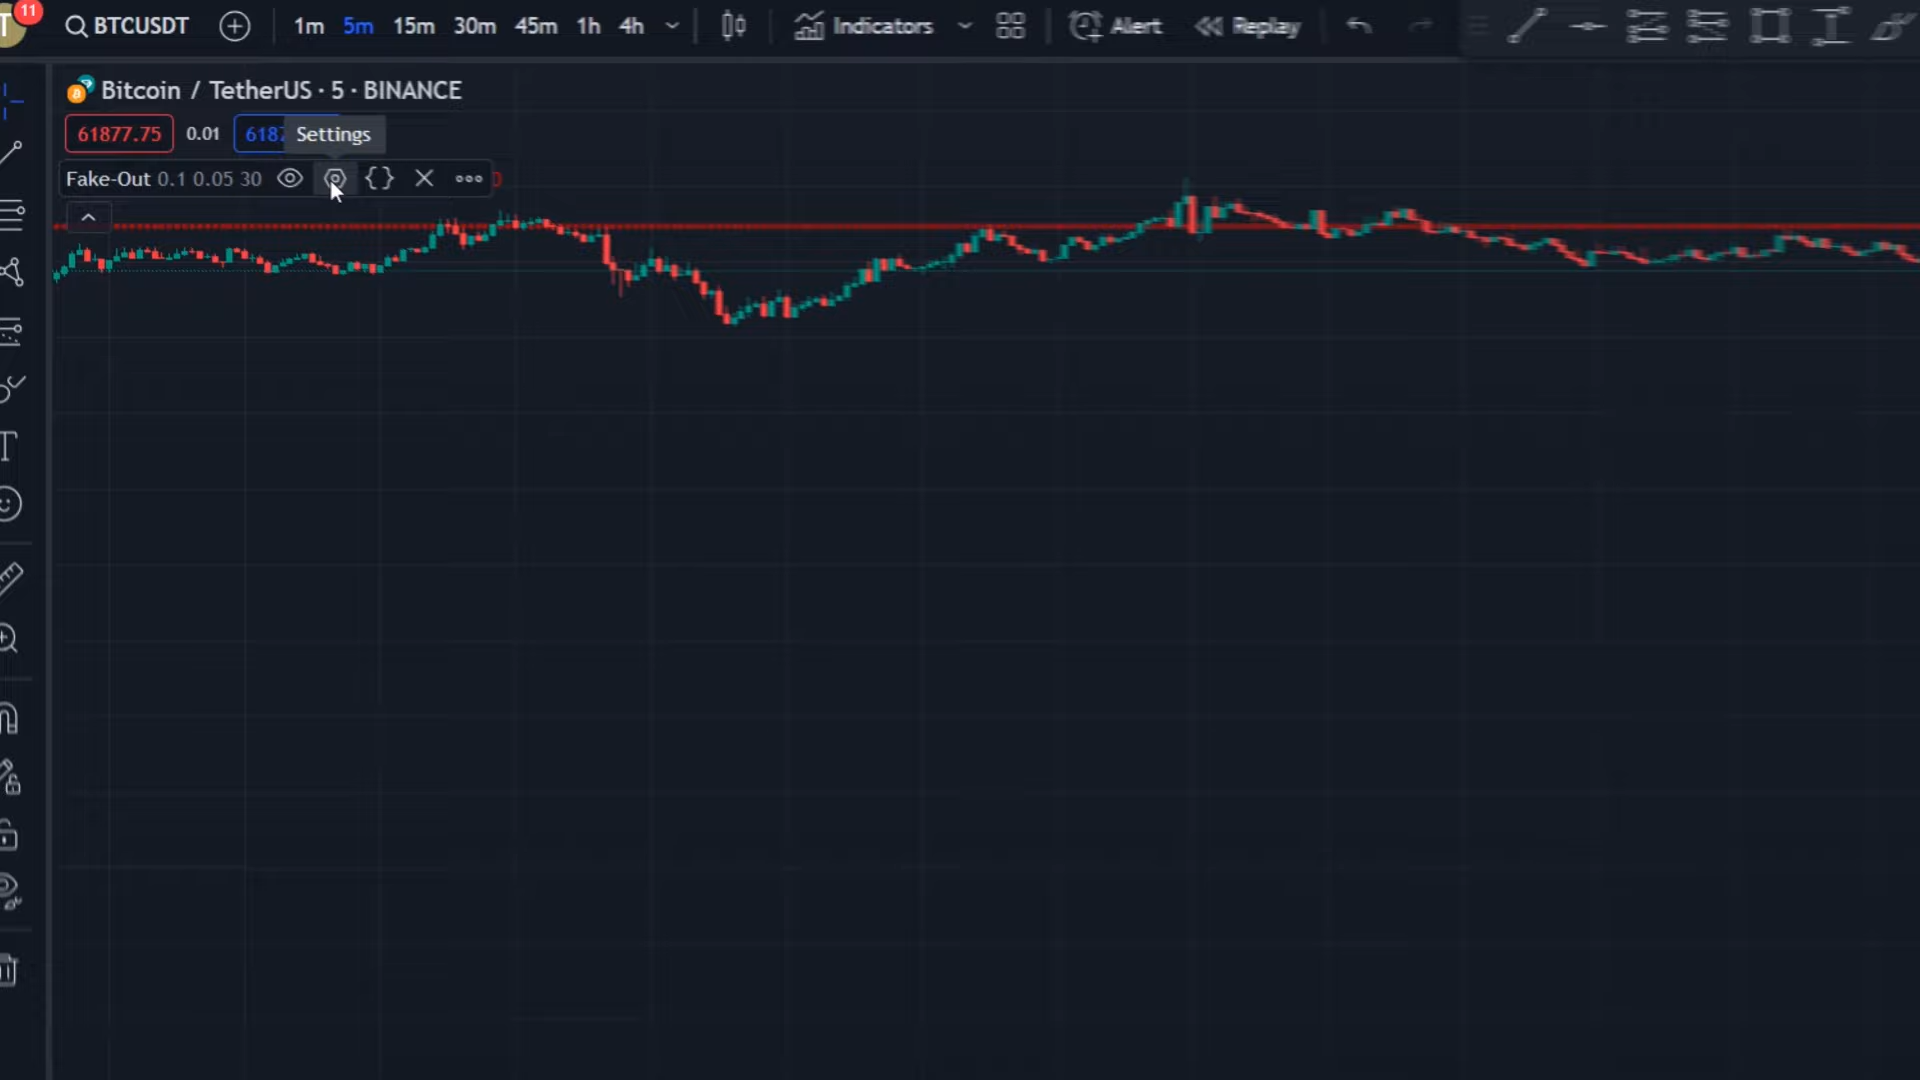 11
T BTCUSDT 1m 5m 15m 30m 45m 1h 4h Indicators Alert Replay
Bitcoin / TetherUS · 5 · BINANCE
61877.75 0.01 6187 Settings
Fake-Out 0.1 0.05 30